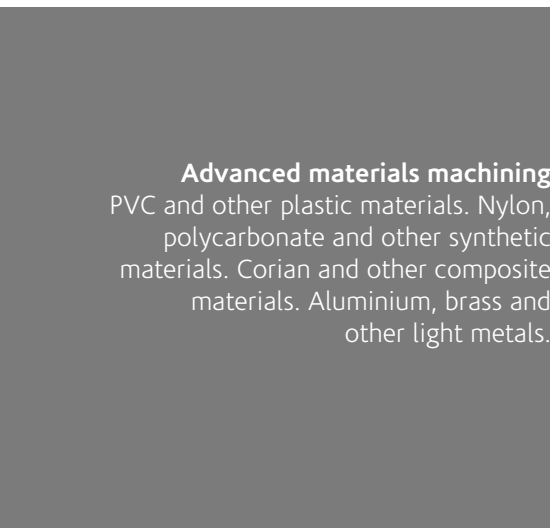 Advanced materials machining
PVC and other plastic materials. Nylon,
polycarbonate and other synthetic
materials. Corian and other composite
materials. Aluminium, brass and
other light metals.